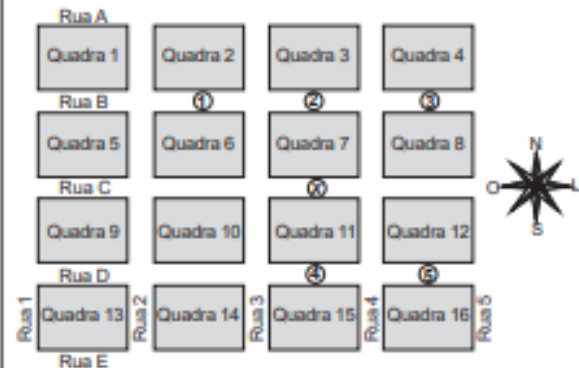 Rua A
Quadra 1 Quadra 2 Quadra 3 Quadra 4
Rua B 1 2 3
Quadra 5 Quadra 6 Quadra 7 Quadra 8
N
O L
S
Rua C X
Quadra 9 Quadra 10 Quadra 11 Quadra 12
Rua D 4 5
Rua 1 Quadra 13 Rua 2 Quadra 14 Rua 3 Quadra 15 Rua 4 Quadra 16 Rua 5
Rua E